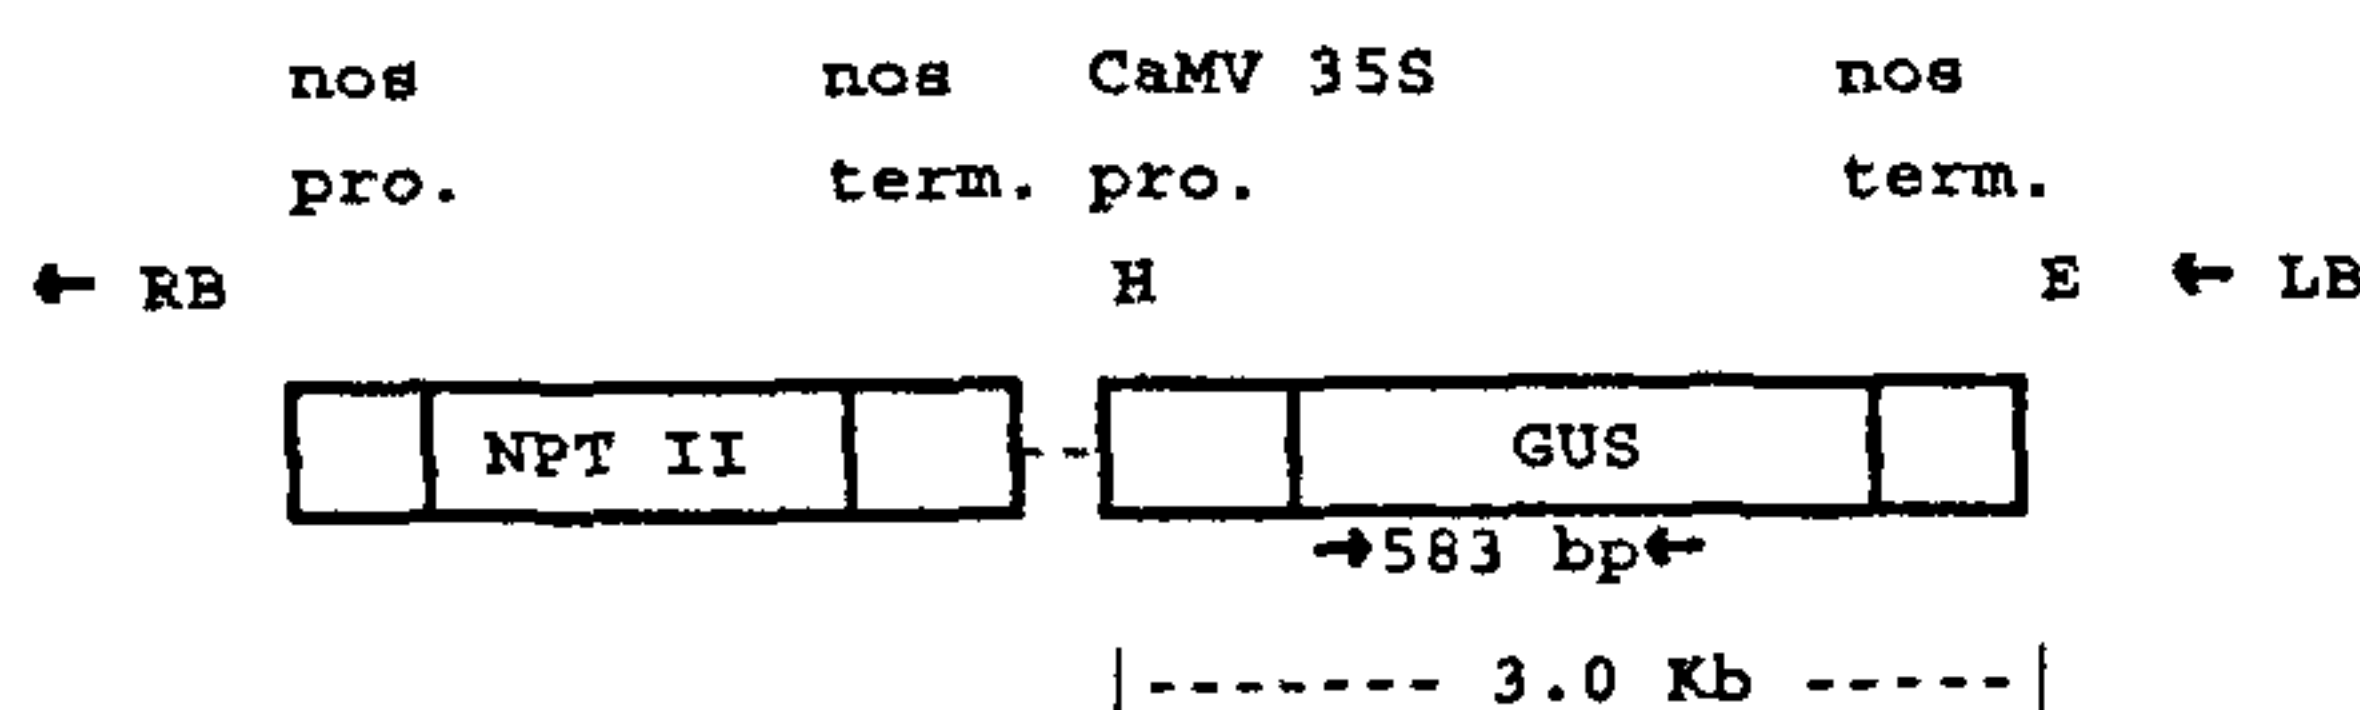 nos nos CaMV 35S nos
pro. term. pro. term.
← RB H E ← LB
NPT II GUS
→583 bp←
|------- 3.0 Kb -----|